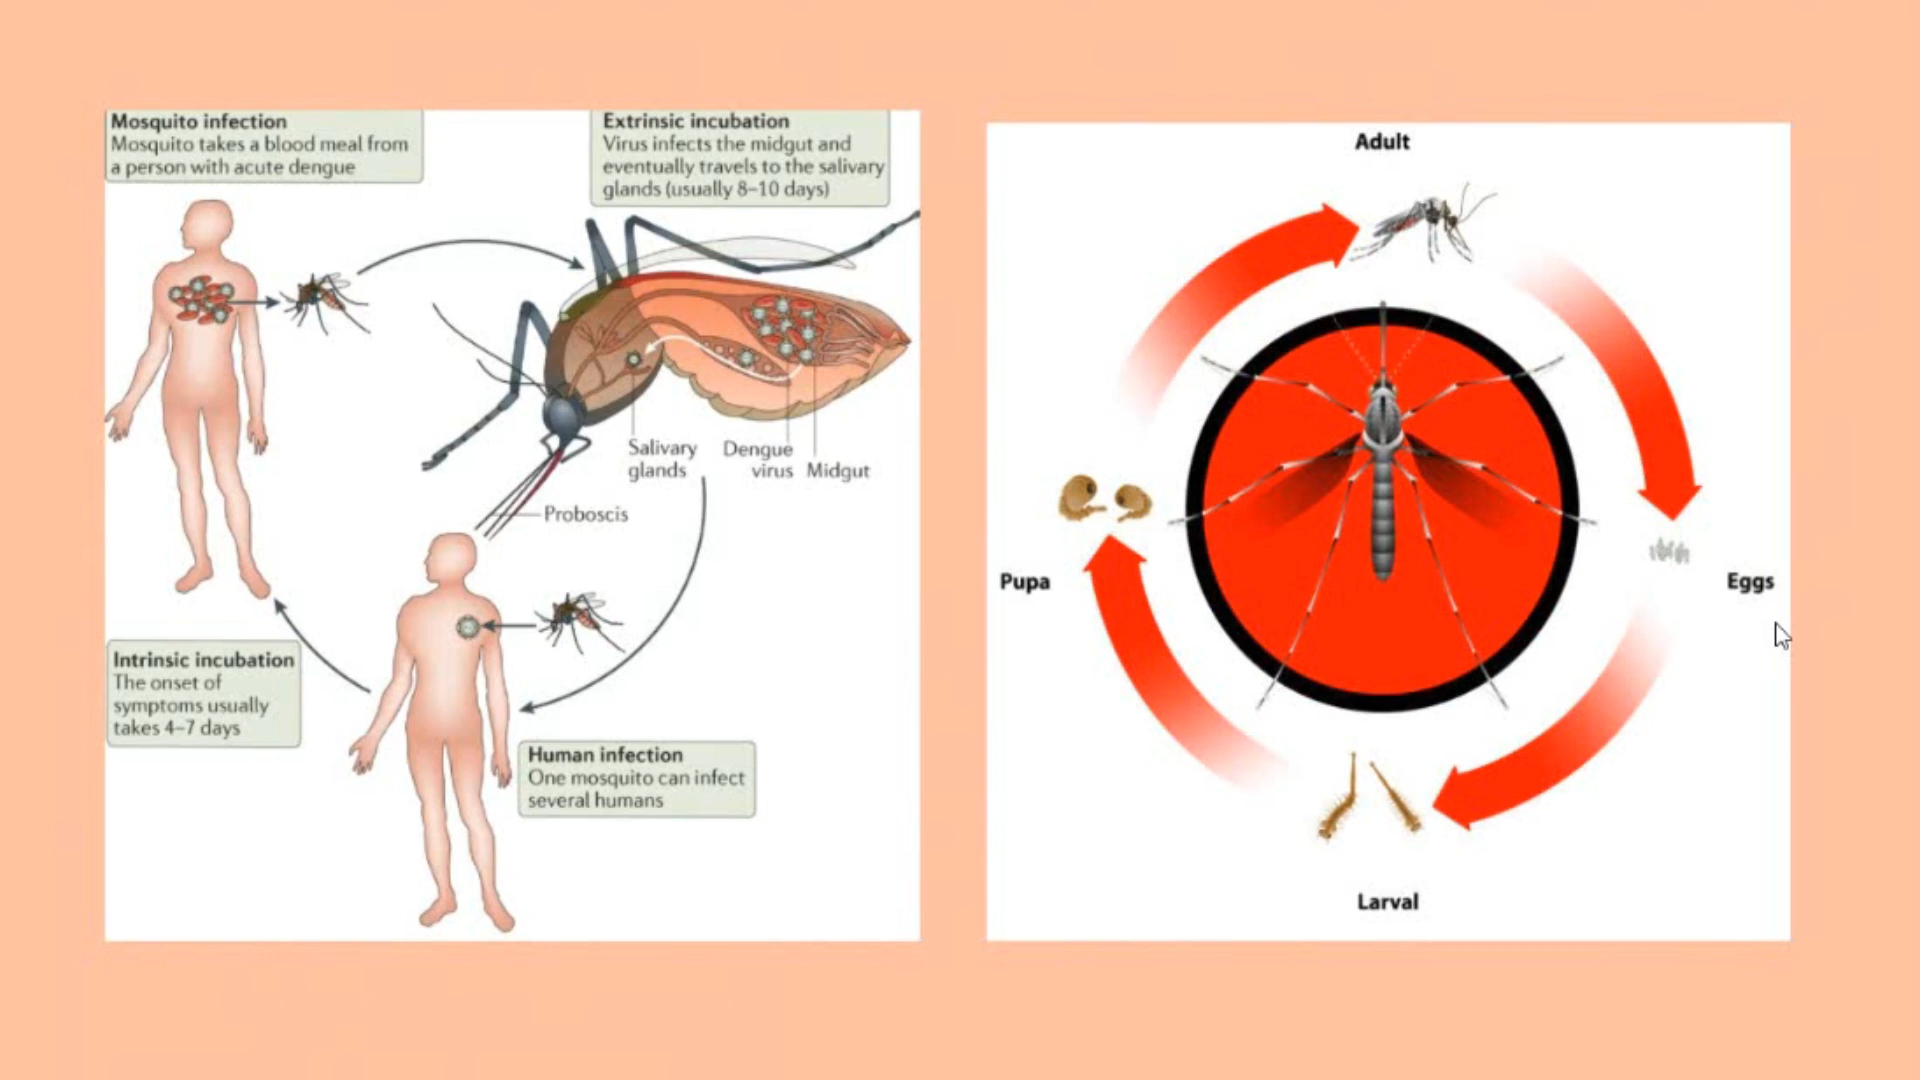 Mosquito infection
Mosquito takes a blood meal from
a person with acute dengue
Extrinsic incubation
Virus infects the midgut and
eventually travels to the salivary
glands (usually 8–10 days)
Salivary
glands
Dengue
virus
Midgut
Proboscis
Intrinsic incubation
The onset of
symptoms usually
takes 4–7 days
Human infection
One mosquito can infect
several humans
Adult
Pupa
Eggs
Larval